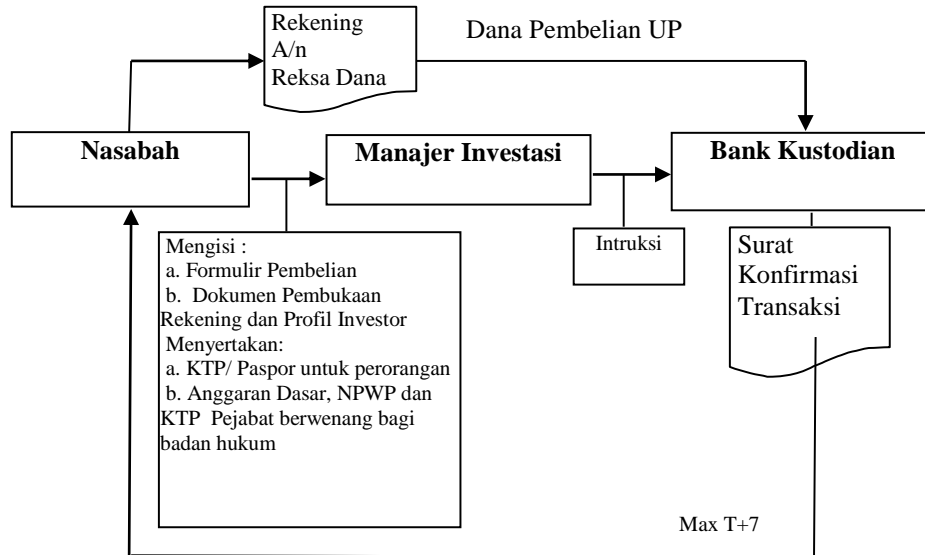 Rekening
A/n
Reksa Dana
Dana Pembelian UP
Nasabah
Manajer Investasi
Bank Kustodian
Mengisi :
a. Formulir Pembelian
b. Dokumen Pembukaan
Rekening dan Profil Investor
Menyertakan:
a. KTP/ Paspor untuk perorangan
b. Anggaran Dasar, NPWP dan
KTP Pejabat berwenang bagi
badan hukum
Intruksi
Surat
Konfirmasi
Transaksi
Max T+7